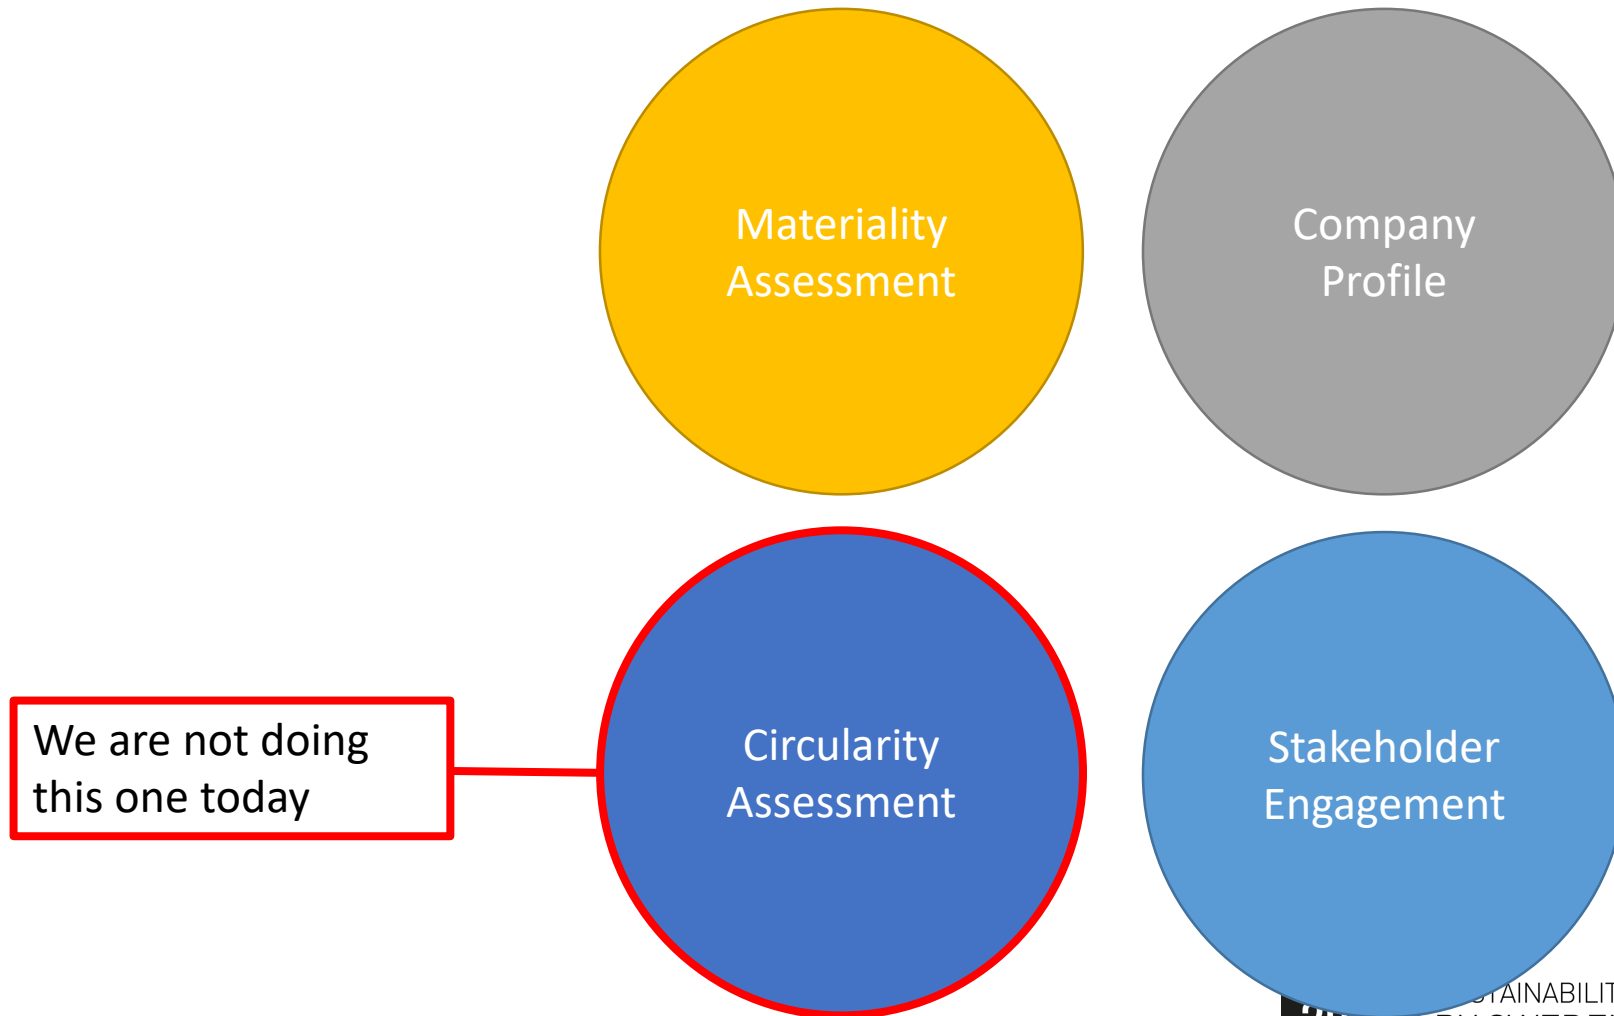 Materiality
Assessment
Company
Profile
We are not doing
this one today
Circularity
Assessment
Stakeholder
Engagement